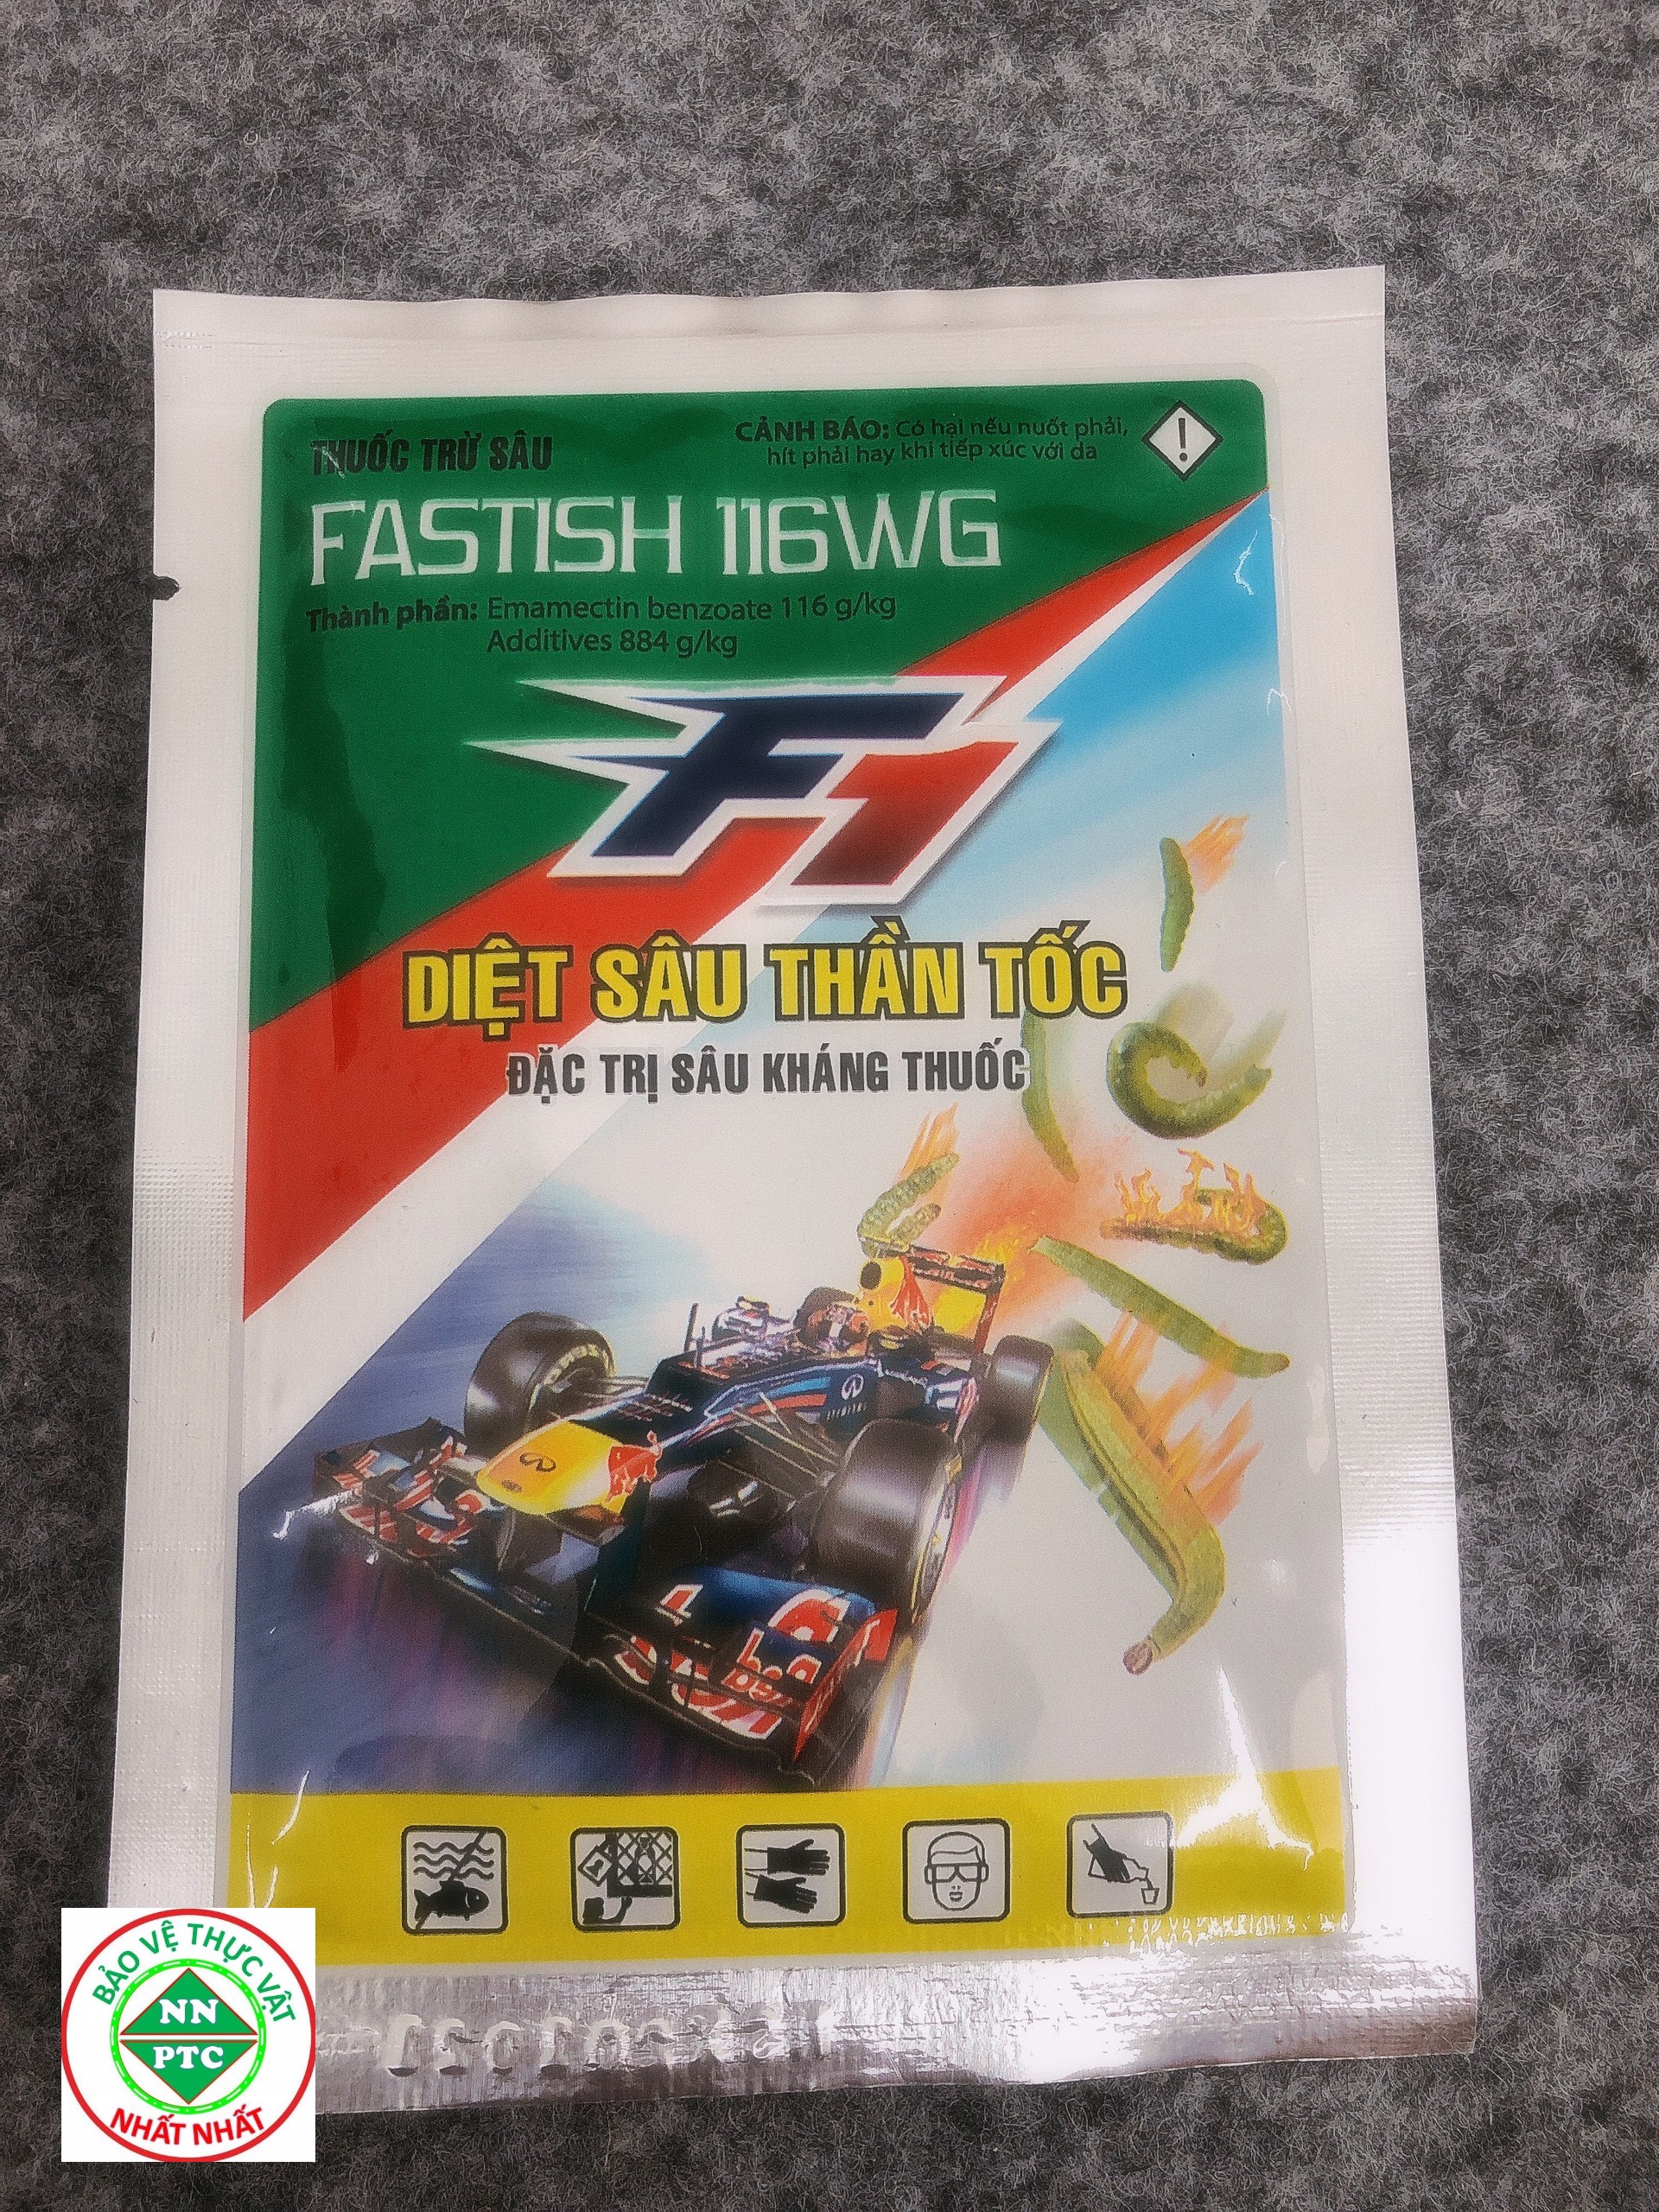 THUỐC TRỪ SÂU
CẢNH BÁO: Có hại nếu nuốt phải,
hít phải hay khi tiếp xúc với da
!
FASTISH 116WG
Thành phần: Emamectin benzoate 116 g/kg
Additives 884 g/kg
F1
DIỆT SÂU THẦN TỐC
ĐẶC TRỊ SÂU KHÁNG THUỐC
1
BẢO VỆ THỰC VẬT
NN
PTC
NHẤT NHẤT